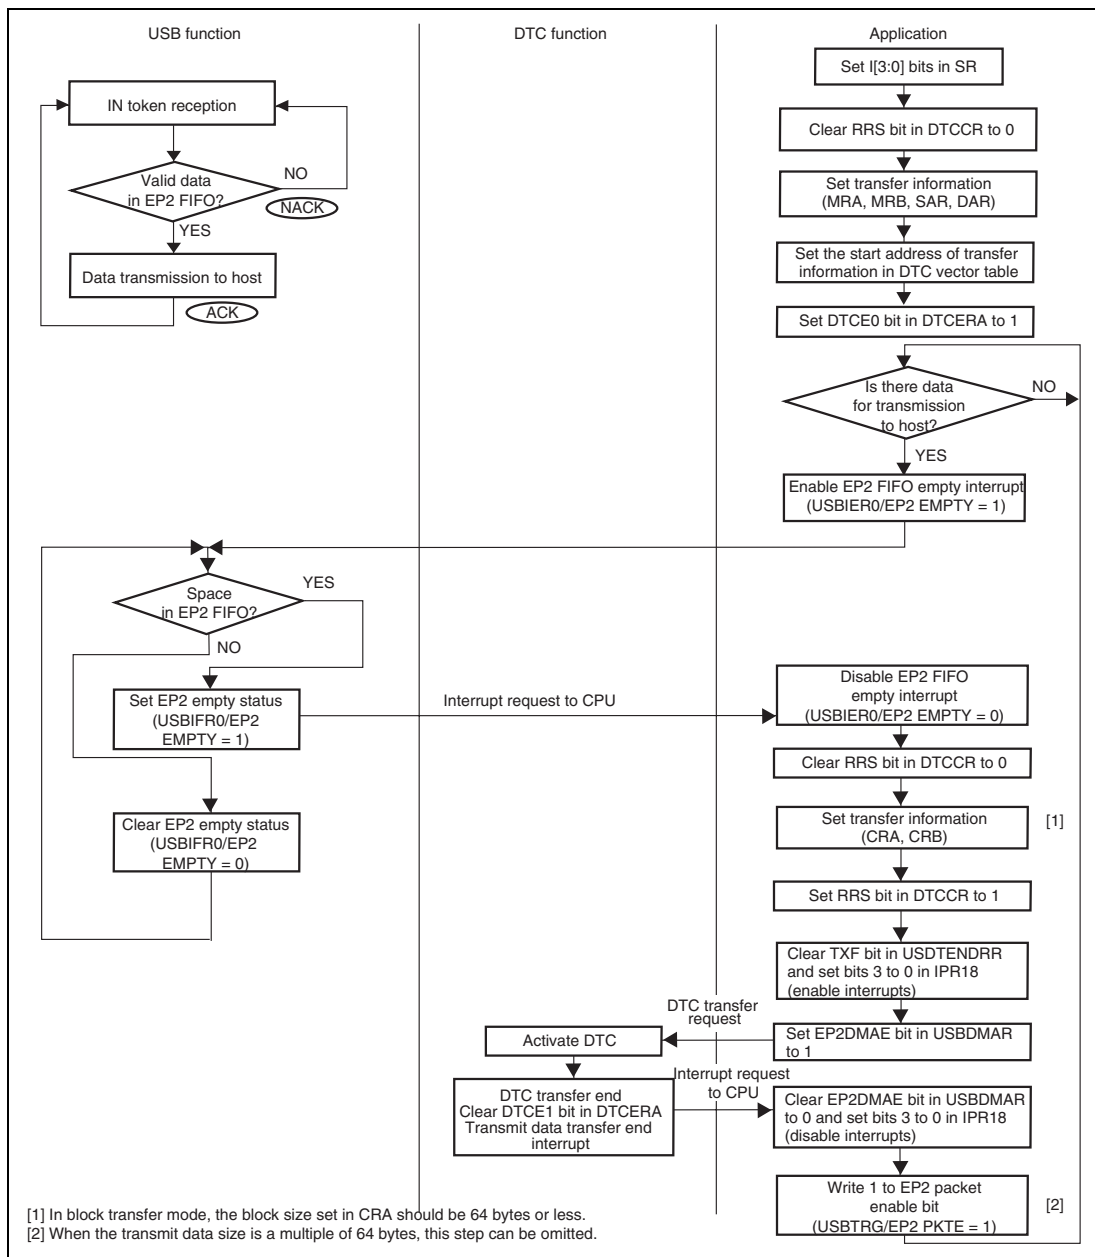 USB function
DTC function
Application
IN token reception
Valid data
in EP2 FIFO?
NO
NACK
YES
Data transmission to host
ACK
Set I[3:0] bits in SR
Clear RRS bit in DTCCR to 0
Set transfer information
(MRA, MRB, SAR, DAR)
Set the start address of transfer
information in DTC vector table
Set DTCE0 bit in DTCERA to 1
Is there data
for transmission
to host?
NO
YES
Enable EP2 FIFO empty interrupt
(USBIER0/EP2 EMPTY = 1)
Space
in EP2 FIFO?
YES
NO
Set EP2 empty status
(USBIFR0/EP2
EMPTY = 1)
Interrupt request to CPU
Clear EP2 empty status
(USBIFR0/EP2
EMPTY = 0)
Disable EP2 FIFO
empty interrupt
(USBIER0/EP2 EMPTY = 0)
Clear RRS bit in DTCCR to 0
Set transfer information
(CRA, CRB)
[1]
Set RRS bit in DTCCR to 1
Clear TXF bit in USDTENDRR
and set bits 3 to 0 in IPR18
(enable interrupts)
DTC transfer
request
Set EP2DMAE bit in USBDMAR
to 1
Activate DTC
DTC transfer end
Clear DTCE1 bit in DTCERA
Transmit data transfer end
interrupt
Interrupt request
to CPU
Clear EP2DMAE bit in USBDMAR
to 0 and set bits 3 to 0 in IPR18
(disable interrupts)
Write 1 to EP2 packet
enable bit
(USBTRG/EP2 PKTE = 1)
[2]
[1] In block transfer mode, the block size set in CRA should be 64 bytes or less.
[2] When the transmit data size is a multiple of 64 bytes, this step can be omitted.